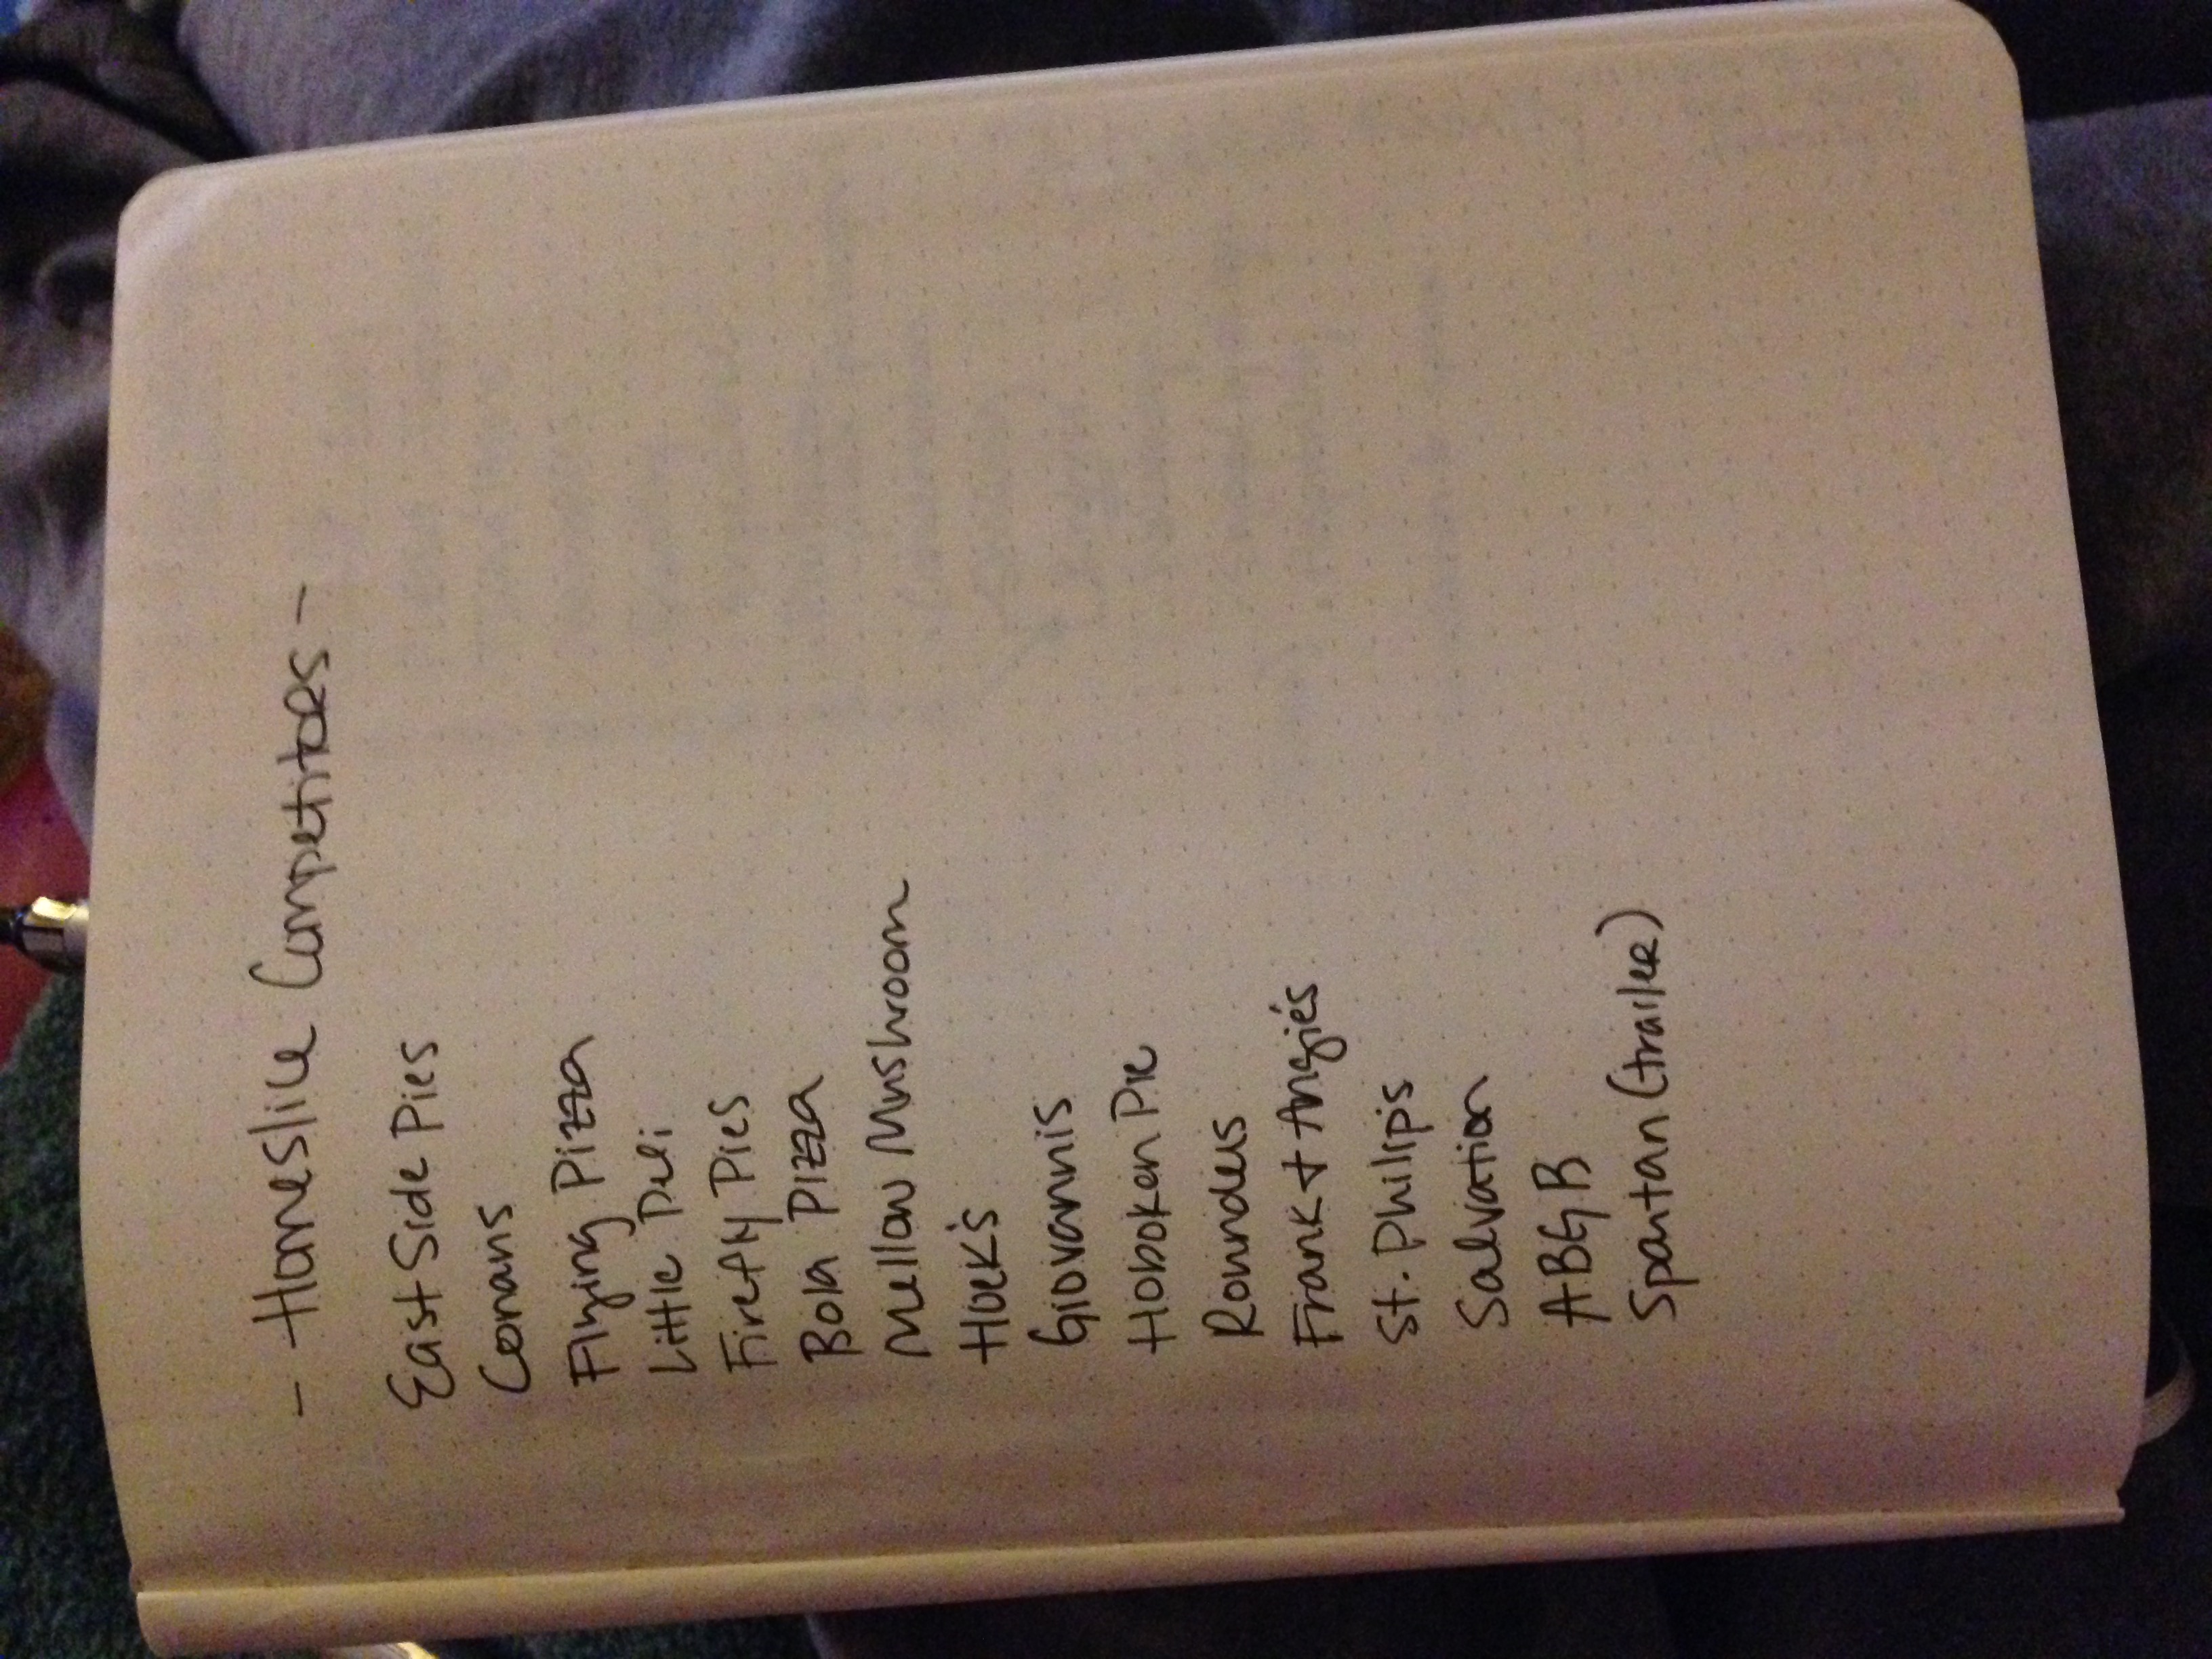 - Homeslice Competitors -
East Side Pies
Conans
Flying Pizza
Little Deli
Firefly Pies
Bola Pizza
Mellow Mushroom
Hoek's
Giovannis
Hoboken Pie
Rounders
Frank + Angie's
St. Philip's
Salvation
ABGB
Spartan (trailer)